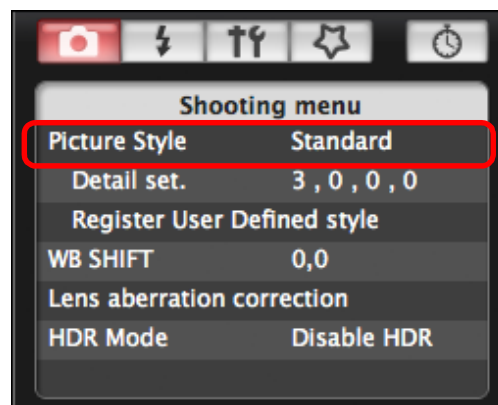 Shooting menu
Picture Style Standard
Detail set. 3 , 0 , 0 , 0
Register User Defined style
WB SHIFT 0,0
Lens aberration correction
HDR Mode Disable HDR